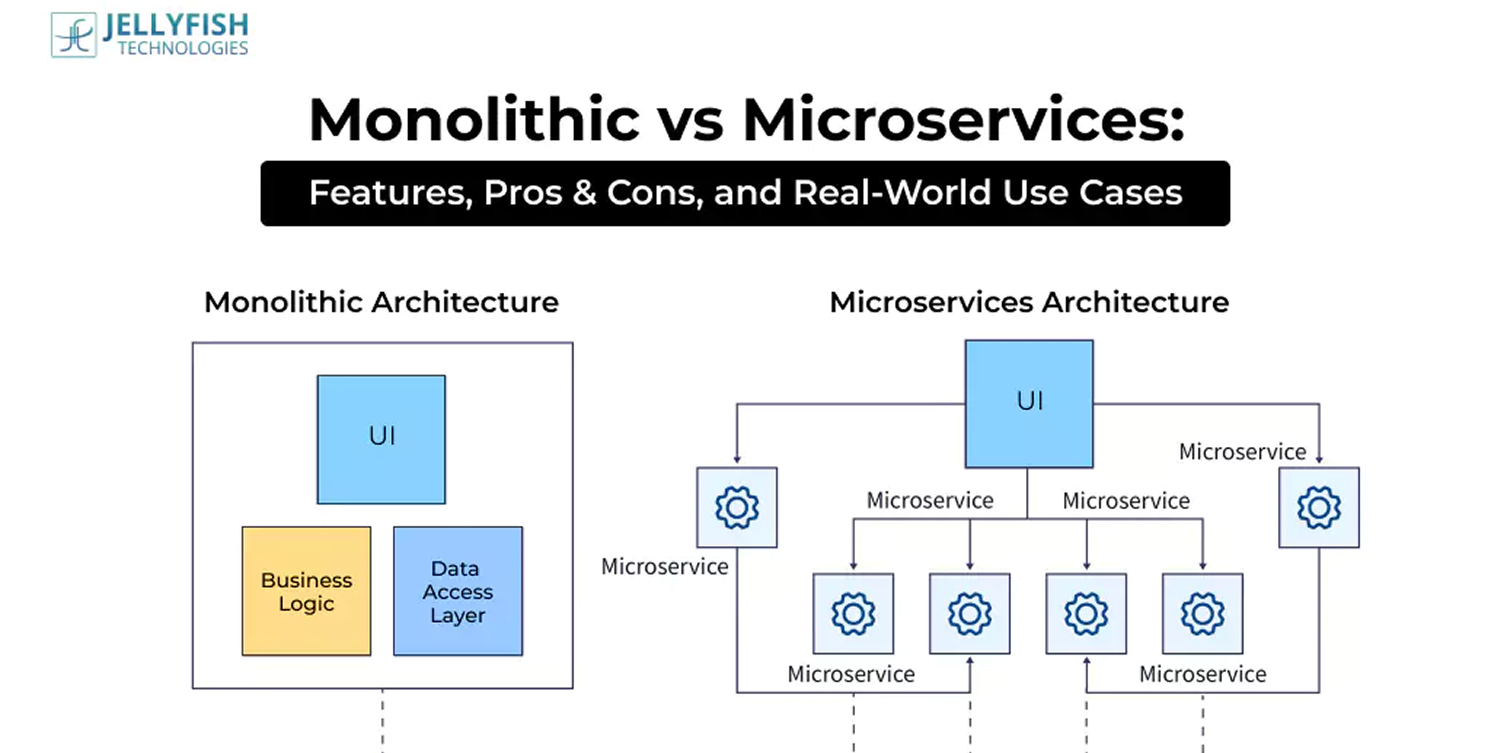 JELLYFISH
TECHNOLOGIES
Monolithic vs Microservices:
Features, Pros & Cons, and Real-World Use Cases
Monolithic Architecture
UI
Business
Logic
Data
Access
Layer
Microservices Architecture
UI
Microservice
Microservice
Microservice
Microservice
Microservice
Microservice